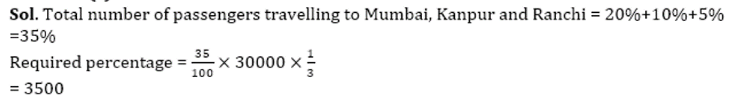 Sol. Total number of passengers travelling to Mumbai, Kanpur and Ranchi = 20%+10%+5%
=35%
Required percentage = 35/100 × 30000 × 1/3
= 3500